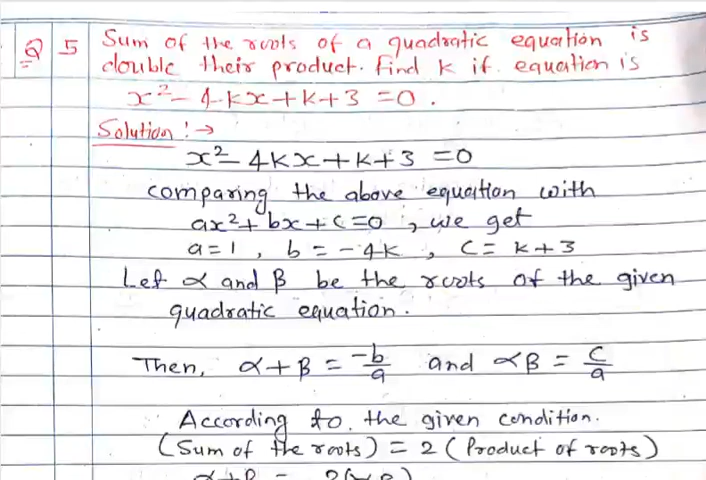 Q 5 Sum of the roots of a quadratic equation is
double their product. Find k if equation is
x² - 4kx + k + 3 = 0.
Solution :→
x² - 4kx + k + 3 = 0
comparing the above equation with
ax² + bx + c = 0, we get
a = 1, b = -4k, c = k + 3
Let α and β be the roots of the given
quadratic equation.
Then, α + β = -b/a and αβ = c/a
According to the given condition.
(Sum of the roots) = 2 (Product of roots)
α + β = 2(αβ)